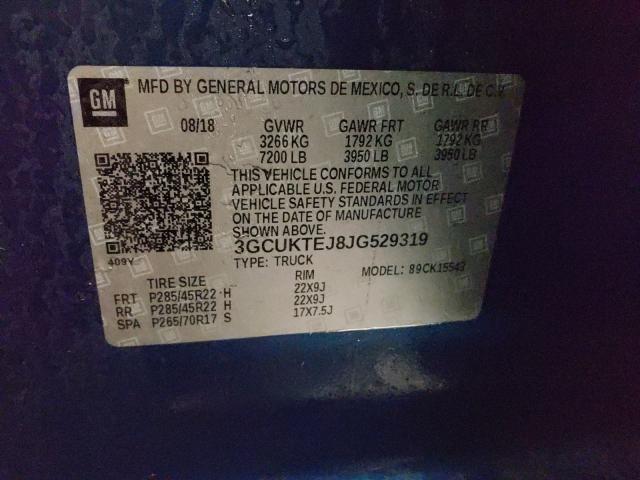 GM
MFD BY GENERAL MOTORS DE MEXICO, S. DE R.L. DE C.V
08/18 GVWR GAWR FRT GAWR RR
3266 KG 1792 KG 1792 KG
7200 LB 3950 LB 3950 LB
THIS VEHICLE CONFORMS TO ALL
APPLICABLE U.S. FEDERAL MOTOR
VEHICLE SAFETY STANDARDS IN EFFECT
ON THE DATE OF MANUFACTURE
SHOWN ABOVE.
3GCUKTEJ8JG529319
409Y TYPE: TRUCK MODEL: 89CK15543
TIRE SIZE RIM
FRT P285/45R22 H 22X9J
RR P285/45R22 H 22X9J
SPA P265/70R17 S 17X7.5J